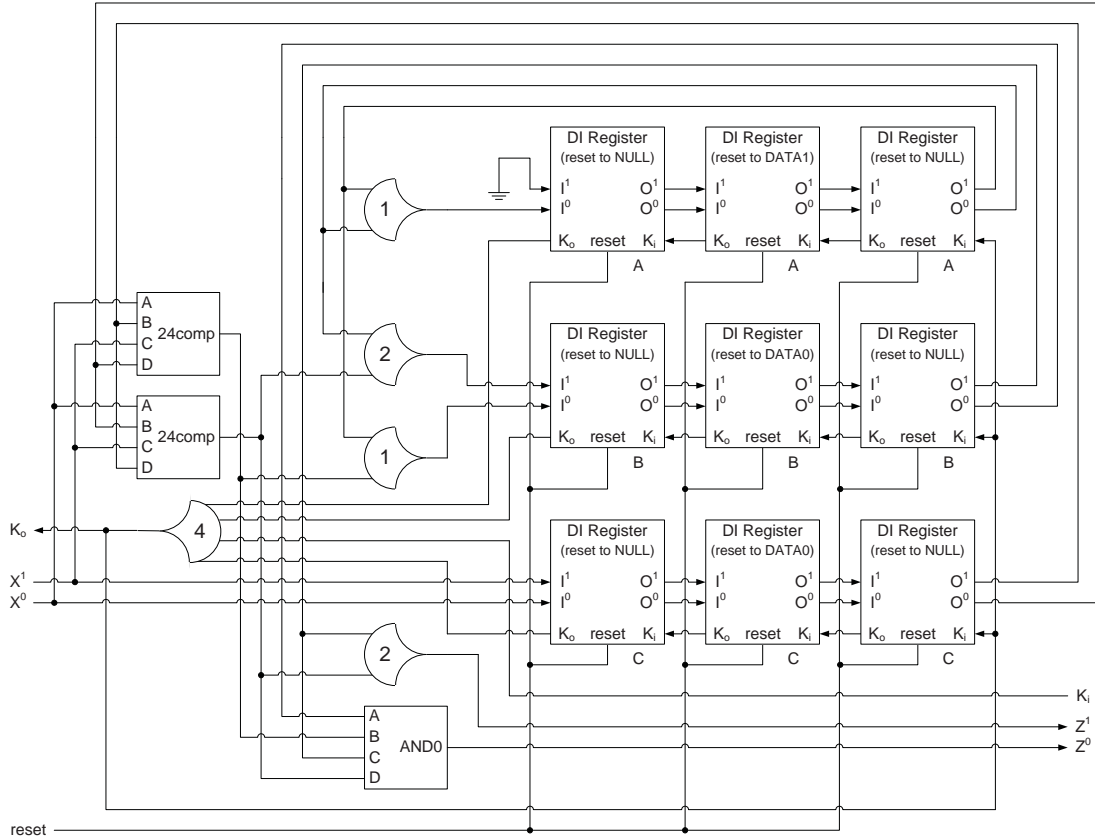 DI Register DI Register DI Register
(reset to NULL) (reset to DATA1) (reset to NULL)
I¹ O¹ I¹ O¹ I¹ O¹
1
I⁰ O⁰ I⁰ O⁰ I⁰ O⁰
Kₒ reset Kᵢ Kₒ reset Kᵢ Kₒ reset Kᵢ
A A A
A
B 24comp
C
D
DI Register DI Register DI Register
(reset to NULL) (reset to DATA0) (reset to NULL)
2
I¹ O¹ I¹ O¹ I¹ O¹
I⁰ O⁰ I⁰ O⁰ I⁰ O⁰
A
B 24comp
C
D
Kₒ reset Kᵢ Kₒ reset Kᵢ Kₒ reset Kᵢ
1
B B B
Kₒ
4
DI Register DI Register DI Register
(reset to NULL) (reset to DATA0) (reset to NULL)
X¹
I¹ O¹ I¹ O¹ I¹ O¹
X⁰
I⁰ O⁰ I⁰ O⁰ I⁰ O⁰
Kₒ reset Kᵢ Kₒ reset Kᵢ Kₒ reset Kᵢ
2
C C C
Kᵢ
A
B AND0
C
D
Z¹
Z⁰
reset